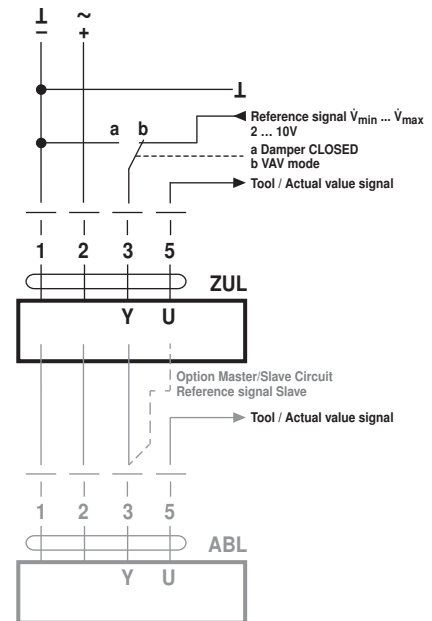 ⊥ ~
– +
⊥
a b
Reference signal V̇min ... V̇max
2 ... 10V
a Damper CLOSED
b VAV mode
Tool / Actual value signal
1 2 3 5
ZUL
Y U
Option Master/Slave Circuit
Reference signal Slave
Tool / Actual value signal
1 2 3 5
ABL
Y U